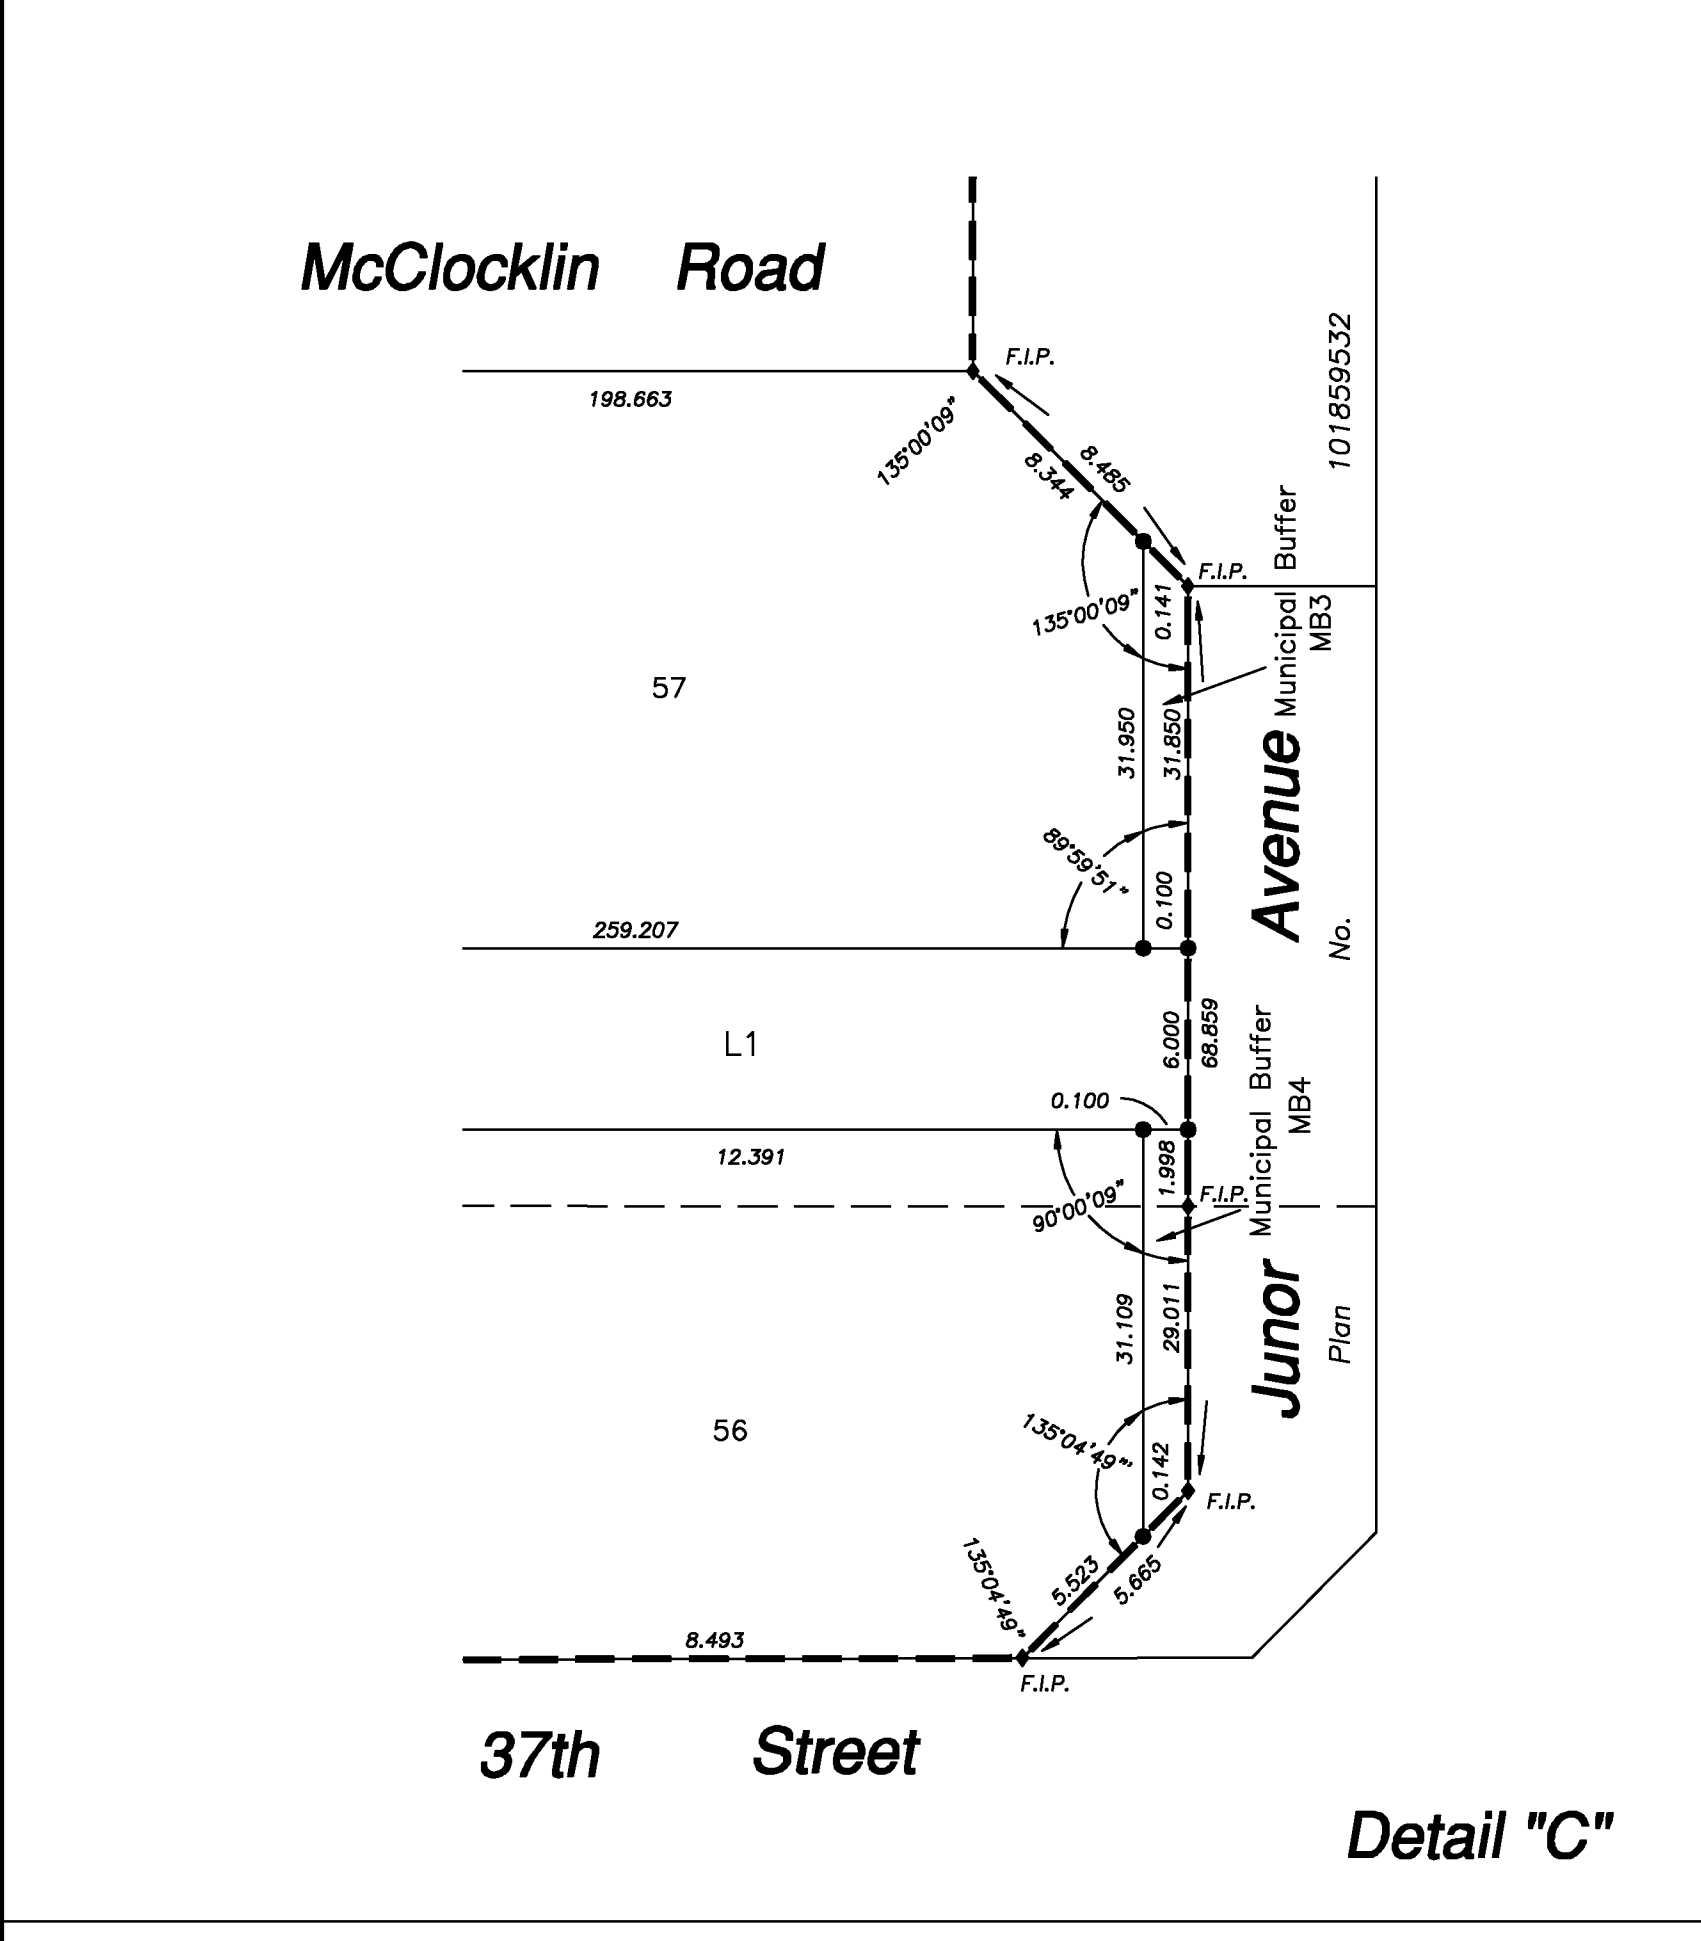 McClocklin Road
F.I.P.
198.663
135°00'09"
8.485
8.344
101859532
F.I.P.
135°00'09"
0.141
Municipal Buffer
MB3
57
31.950
31.850
89°59'51"
0.100
Avenue
259.207
No.
L1
6.000
68.859
Municipal Buffer
MB4
0.100
12.391
1.998
F.I.P.
90°00'09"
31.109
29.011
Junor
Plan
56
135°04'49"
0.142
F.I.P.
135°04'49"
5.523
5.665
8.493
F.I.P.
37th Street
Detail "C"